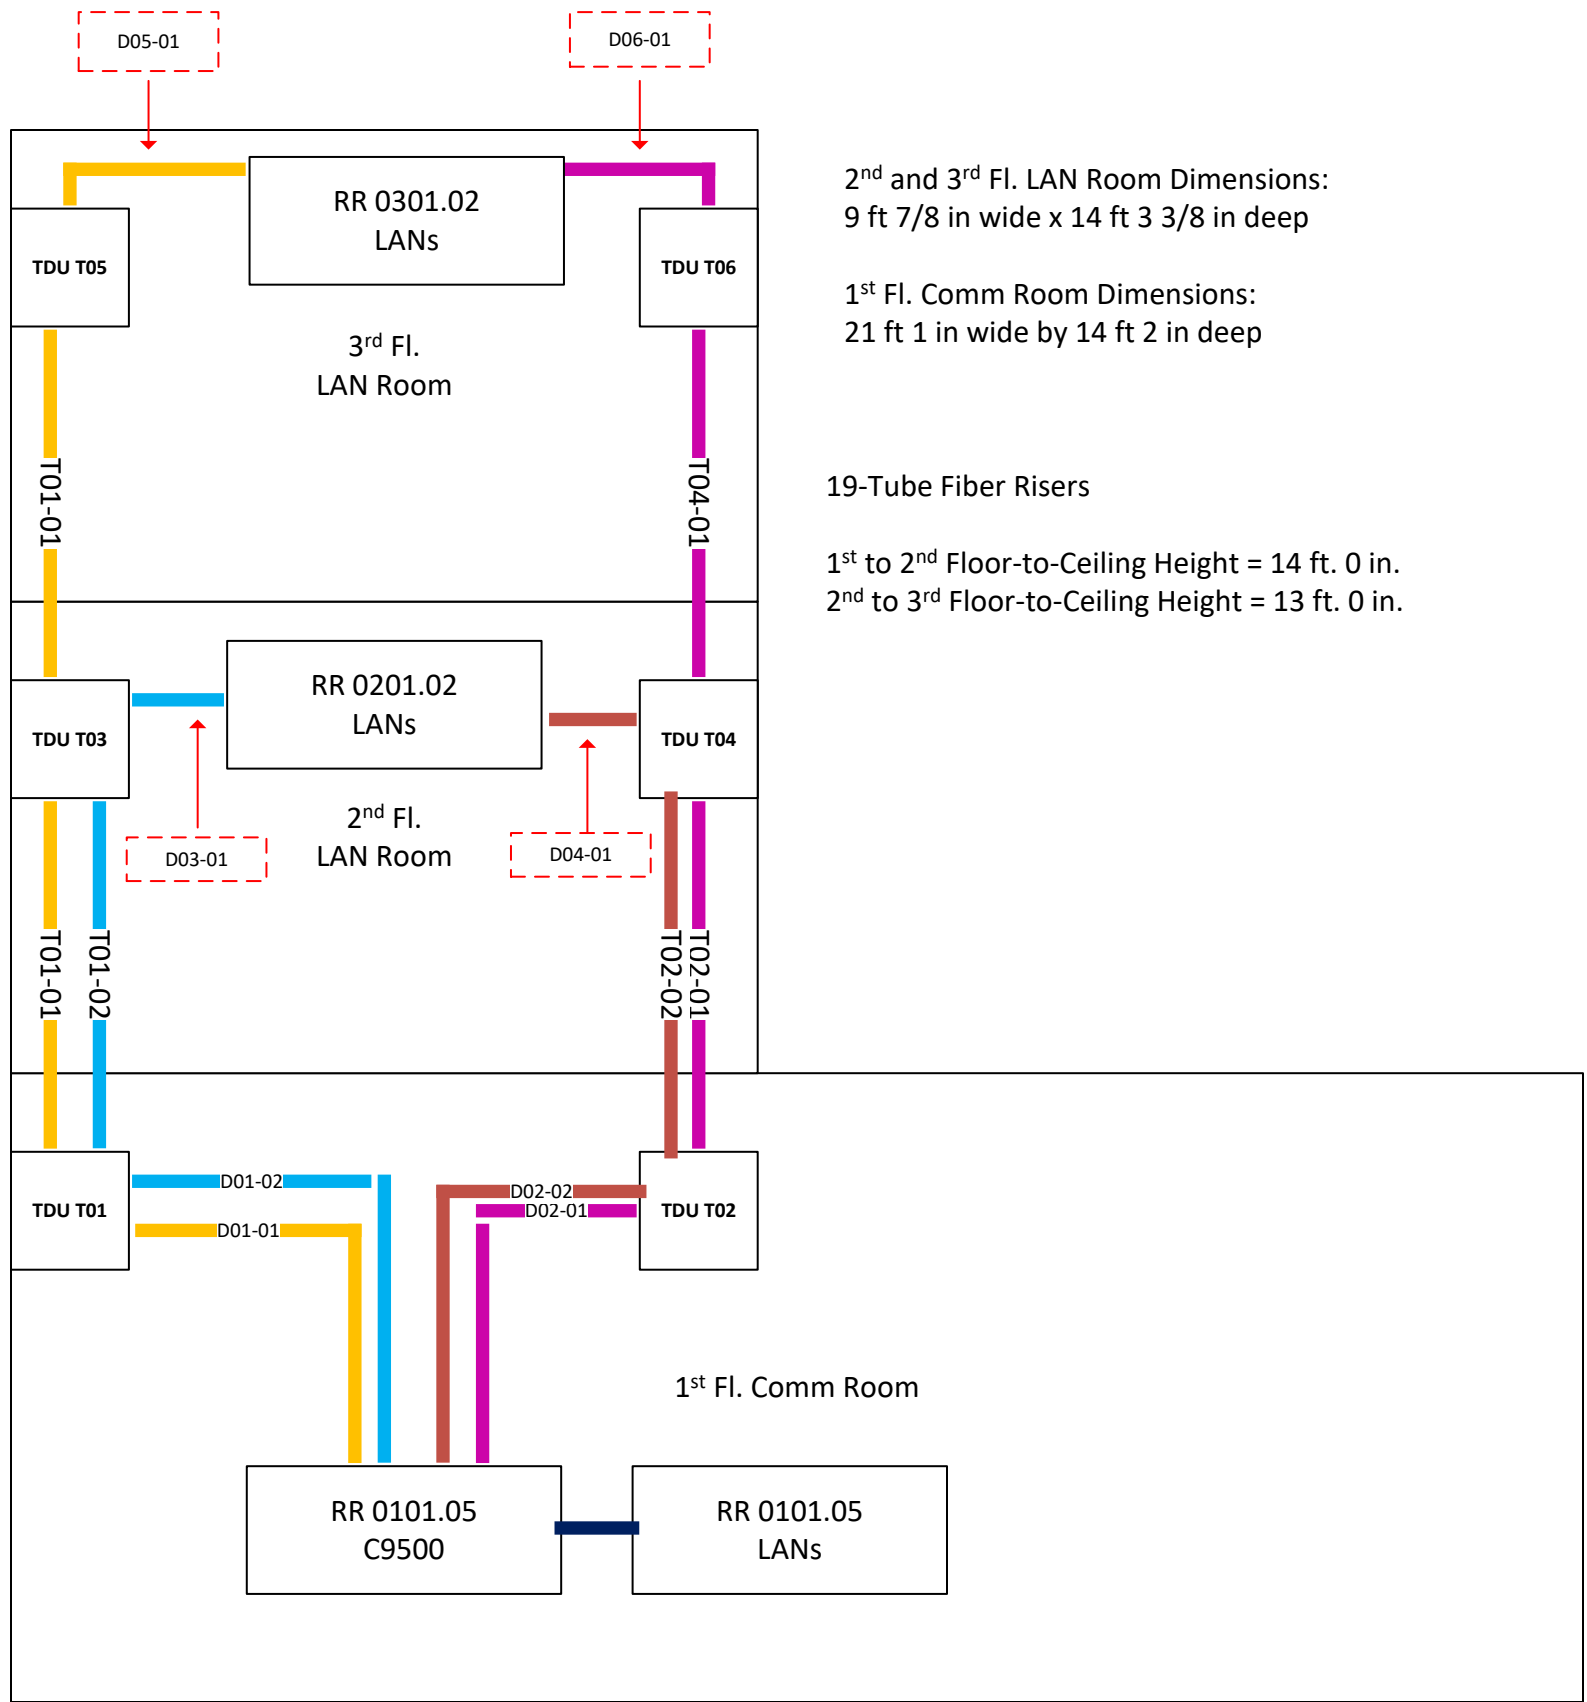 D05-01
D06-01
RR 0301.02
LANs
TDU T05
TDU T06
3rd Fl.
LAN Room
T01-01
T04-01
2nd and 3rd Fl. LAN Room Dimensions:
9 ft 7/8 in wide x 14 ft 3 3/8 in deep
1st Fl. Comm Room Dimensions:
21 ft 1 in wide by 14 ft 2 in deep
19-Tube Fiber Risers
1st to 2nd Floor-to-Ceiling Height = 14 ft. 0 in.
2nd to 3rd Floor-to-Ceiling Height = 13 ft. 0 in.
RR 0201.02
LANs
TDU T03
TDU T04
D03-01
2nd Fl.
LAN Room
D04-01
T01-01
T01-02
T02-02
T02-01
TDU T01
D01-02
D01-01
D02-02
D02-01
TDU T02
1st Fl. Comm Room
RR 0101.05
C9500
RR 0101.05
LANs